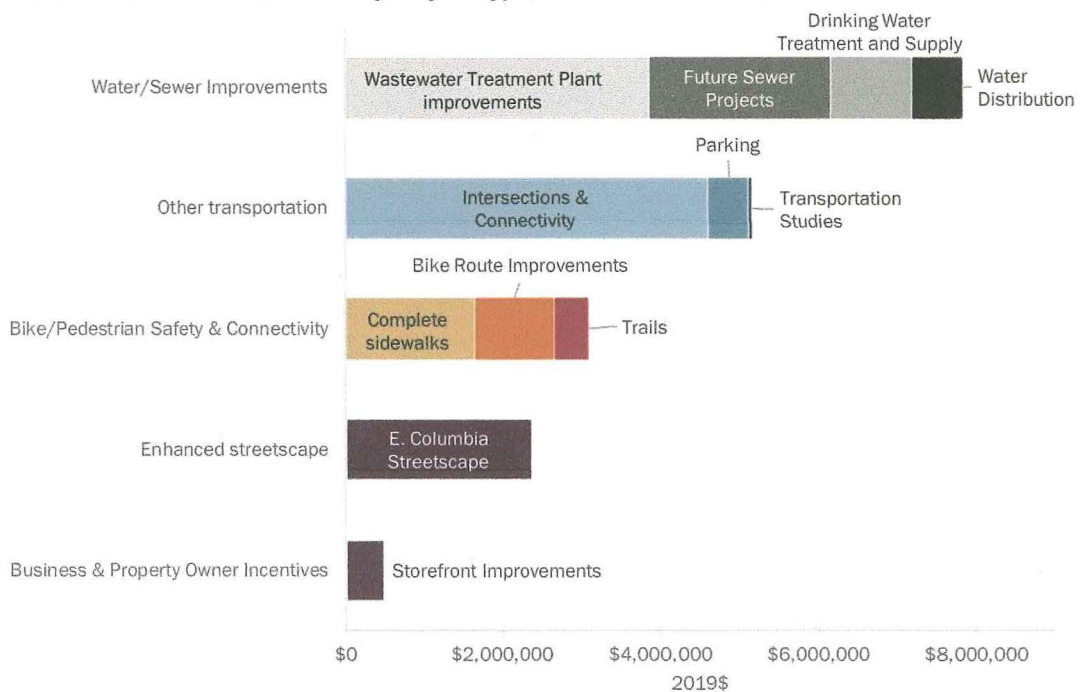 Drinking Water
Treatment and Supply
Water/Sewer Improvements
Wastewater Treatment Plant
improvements
Future Sewer
Projects
Water
Distribution
Parking
Other transportation
Intersections &
Connectivity
Transportation
Studies
Bike Route Improvements
Bike/Pedestrian Safety & Connectivity
Complete
sidewalks
Trails
Enhanced streetscape
E. Columbia
Streetscape
Business & Property Owner Incentives
Storefront Improvements
$0
$2,000,000
$4,000,000
$6,000,000
$8,000,000
2019$